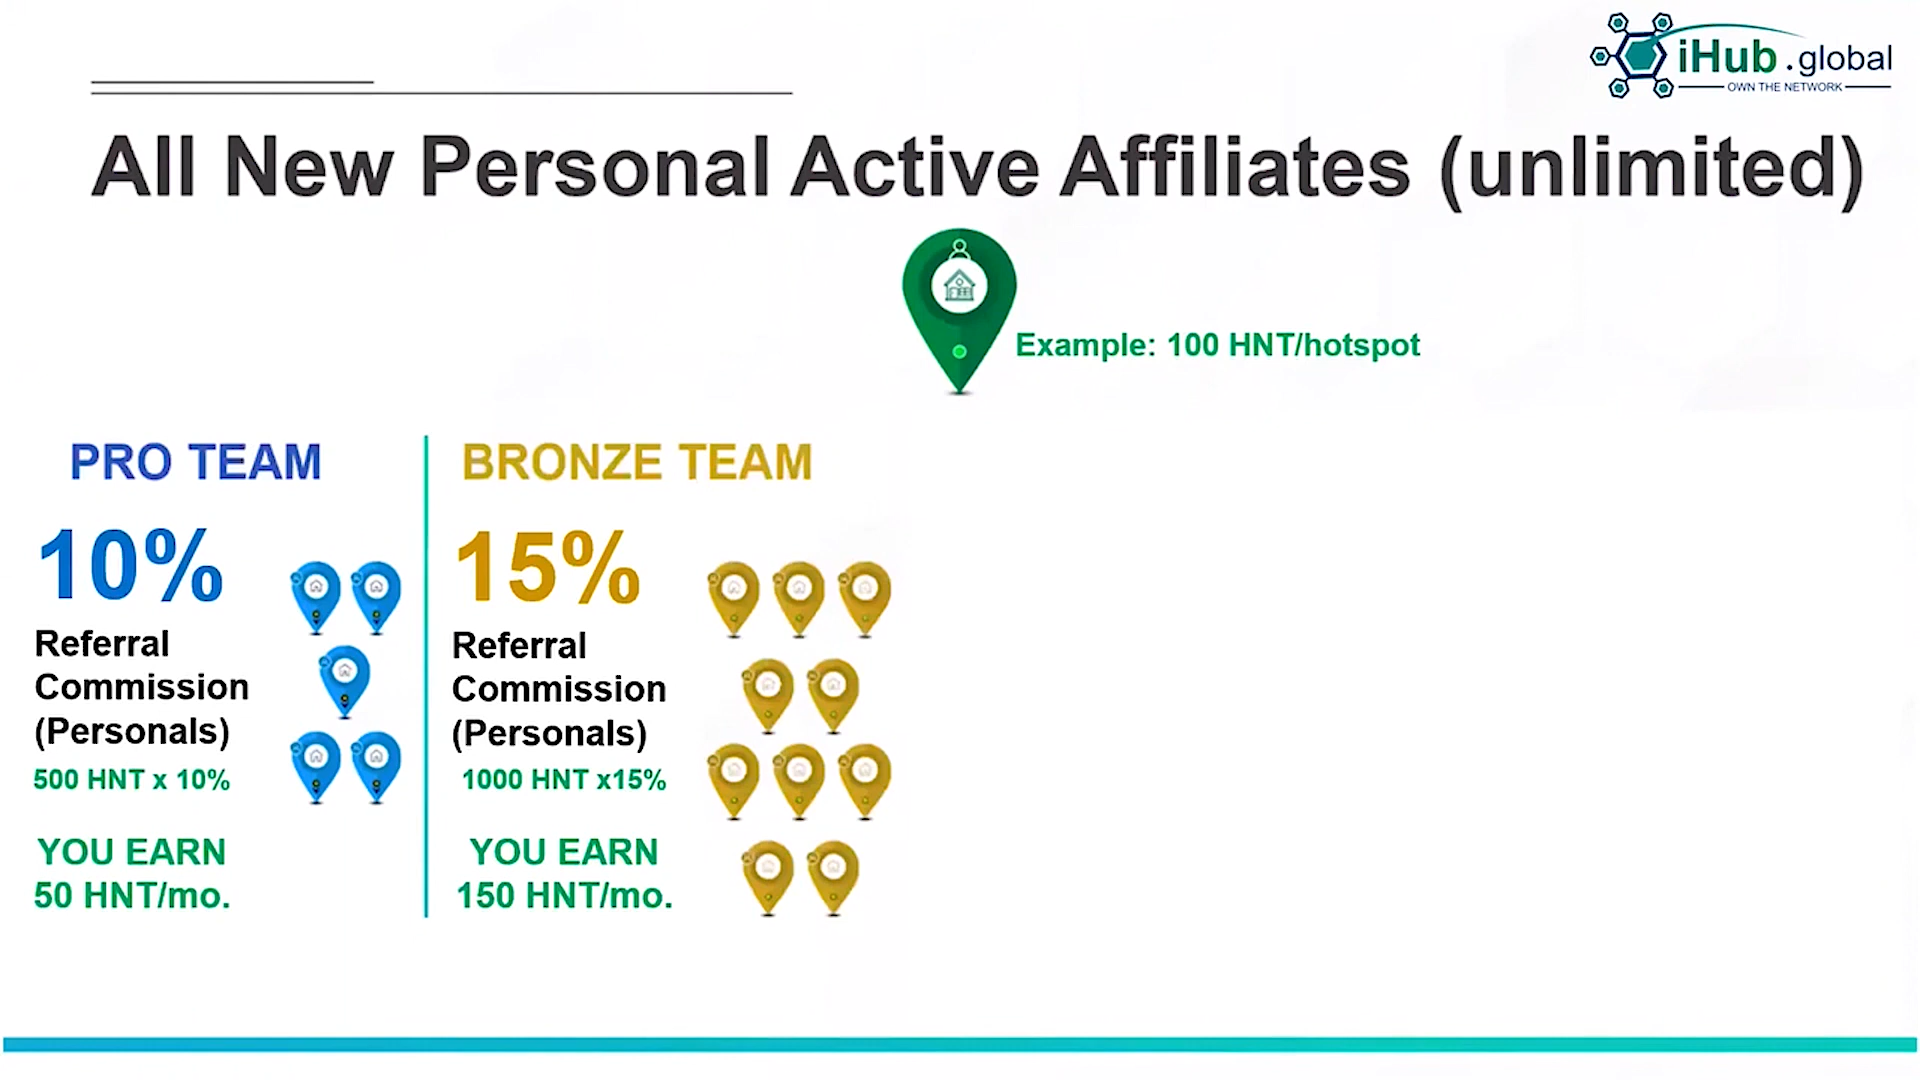 iHub.global
OWN THE NETWORK
All New Personal Active Affiliates (unlimited)
Example: 100 HNT/hotspot
PRO TEAM
10%
Referral
Commission
(Personals)
500 HNT x 10%
YOU EARN
50 HNT/mo.
BRONZE TEAM
15%
Referral
Commission
(Personals)
1000 HNT x15%
YOU EARN
150 HNT/mo.